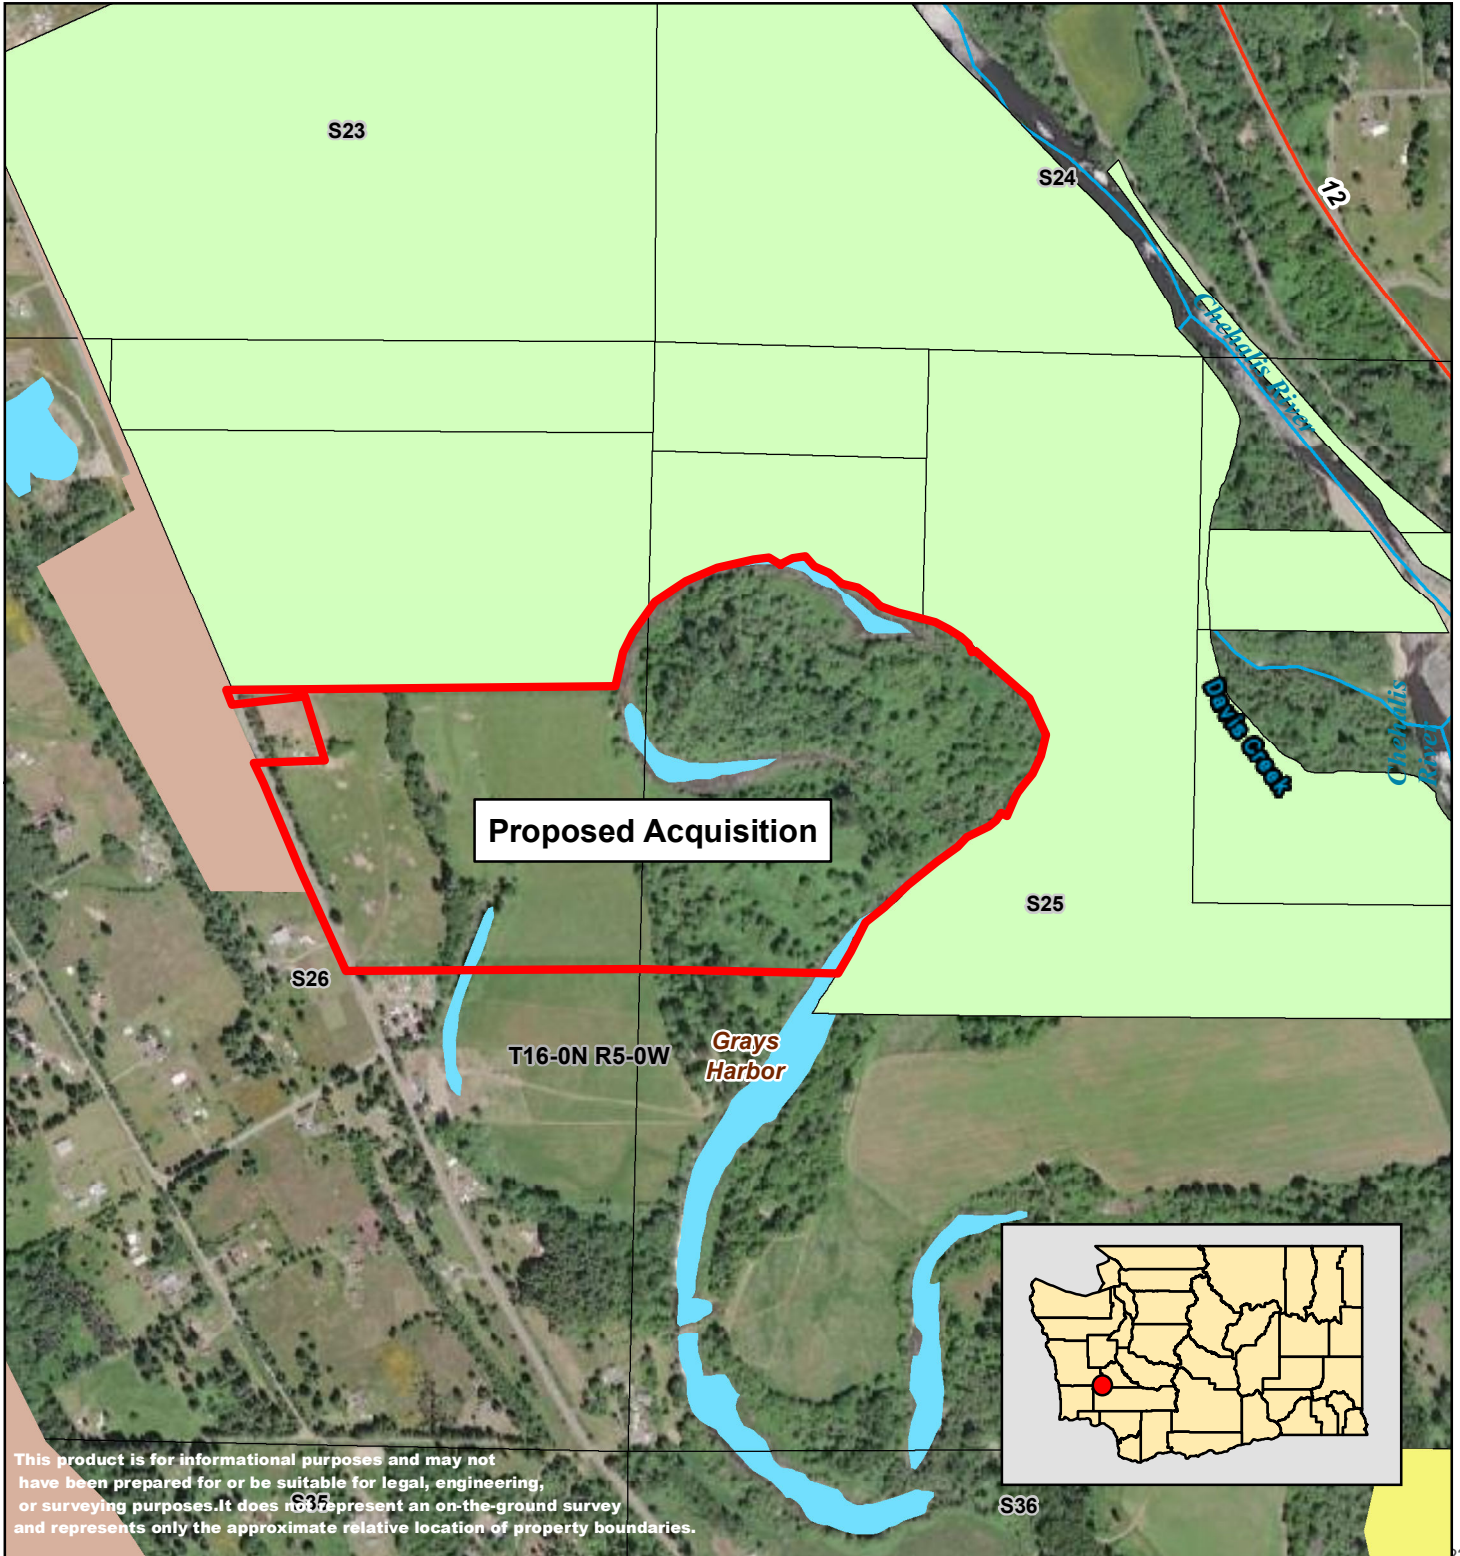 S23
S24
12
Chehalis River
Davis Creek
Chehalis
River
Proposed Acquisition
S25
S26
T16-0N R5-0W
Grays
Harbor
This product is for informational purposes and may not
have been prepared for or be suitable for legal, engineering,
or surveying purposes.It does not represent an on-the-ground survey
and represents only the approximate relative location of property boundaries.
S35
S36